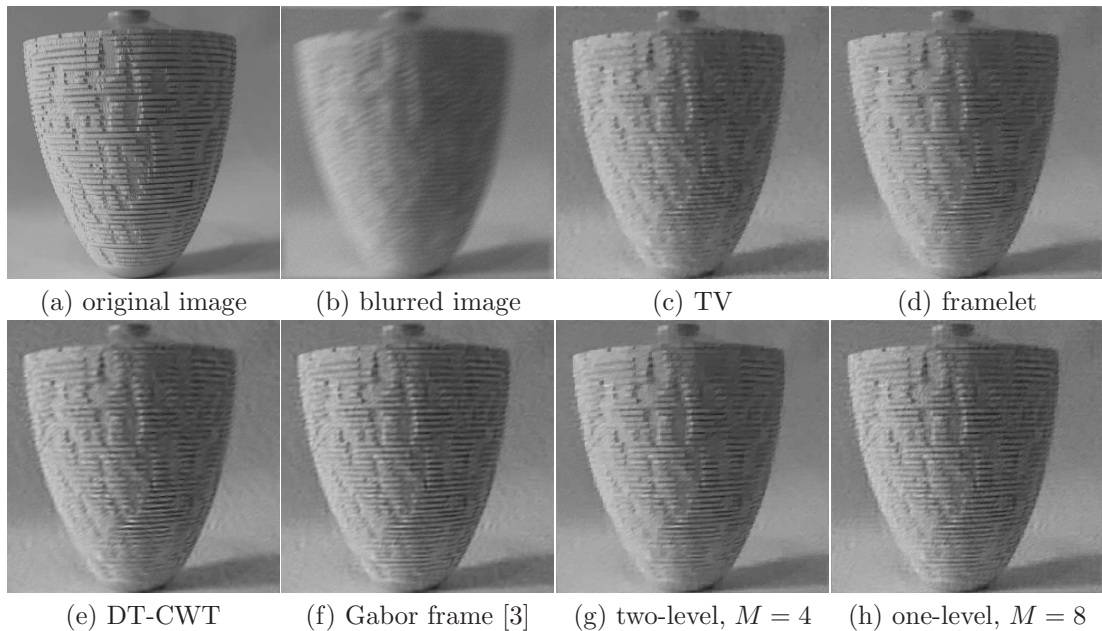 (a) original image (b) blurred image (c) TV (d) framelet
(e) DT-CWT (f) Gabor frame [3] (g) two-level, M = 4 (h) one-level, M = 8